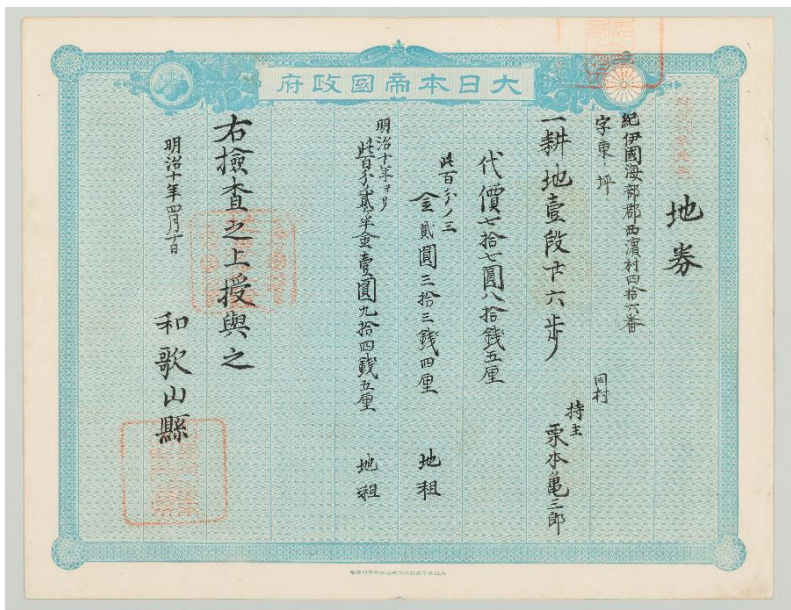 大日本帝國政府
地券
紀伊國海部郡西濱村四拾六番
字東ノ坪
一耕地壹段廿六歩
同村
持主 栗本亀三郎
代價七拾七圓八拾錢五厘
此百分ノ三
金貳圓三拾三錢四厘 地租
明治十年ヨリ
此百分ノ貳半金壹圓九拾四錢五厘 地租
右檢査之上授與之
明治十年四月十日
和歌山縣